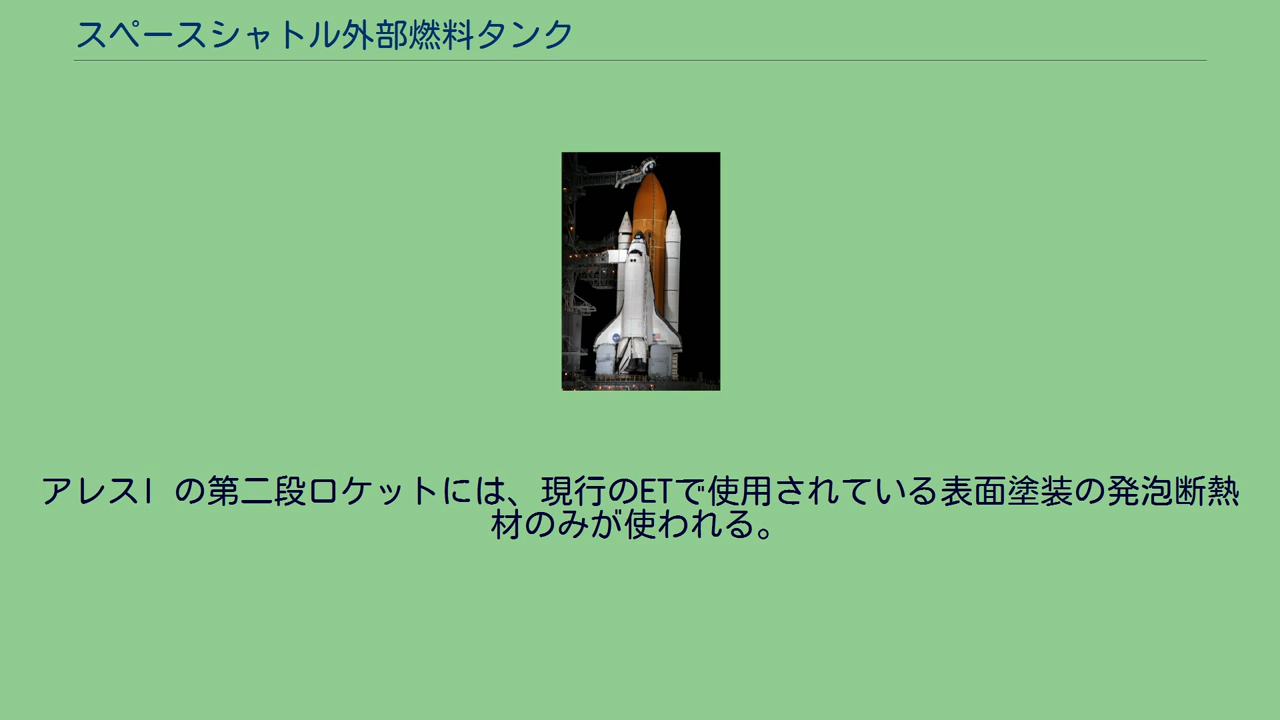 スペースシャトル外部燃料タンク
アレスI の第二段ロケットには、現行のETで使用されている表面塗装の発泡断熱
材のみが使われる。